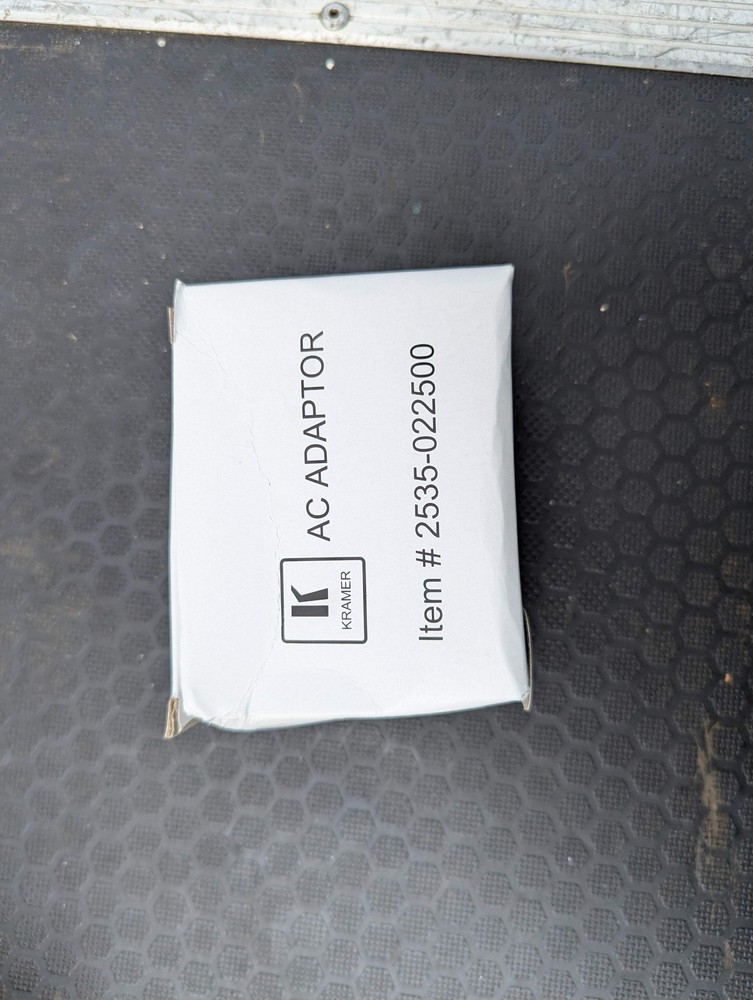 K
KRAMER
AC ADAPTOR
Item # 2535-022500